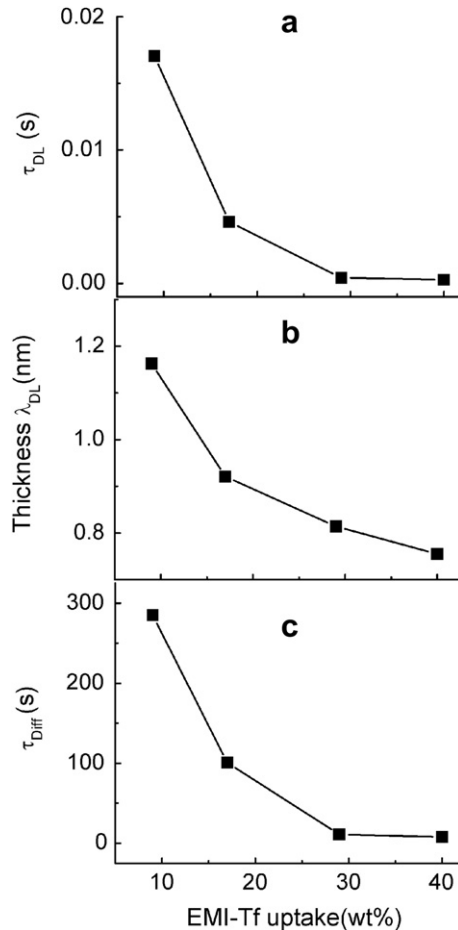 a
0.02
0.01
0.00
τDL (s)
b
1.2
1.0
0.8
Thickness λDL(nm)
c
300
200
100
0
τDiff (s)
10 20 30 40
EMI-Tf uptake(wt%)